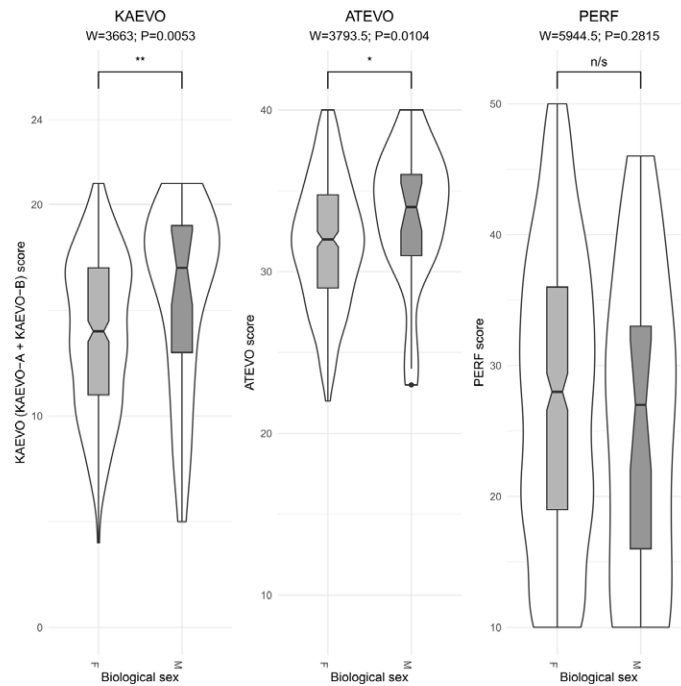 KAEVO
W=3663; P=0.0053
**
24
20
10
0
KAEVO (KAEVO-A + KAEVO-B) score
F
M
Biological sex
ATEVO
W=3793.5; P=0.0104
*
40
30
20
10
ATEVO score
F
M
Biological sex
PERF
W=5944.5; P=0.2815
n/s
50
40
30
20
10
PERF score
F
M
Biological sex